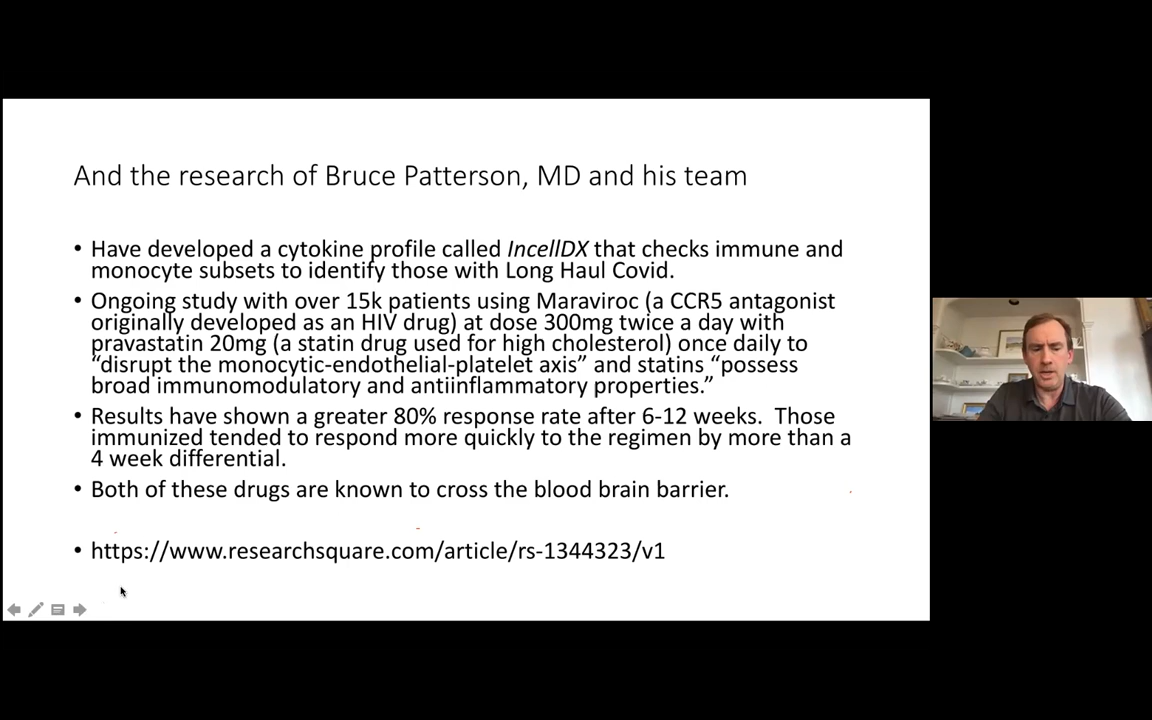 And the research of Bruce Patterson, MD and his team
• Have developed a cytokine profile called IncellDX that checks immune and
monocyte subsets to identify those with Long Haul Covid.
• Ongoing study with over 15k patients using Maraviroc (a CCR5 antagonist
originally developed as an HIV drug) at dose 300mg twice a day with
pravastatin 20mg (a statin drug used for high cholesterol) once daily to
“disrupt the monocytic-endothelial-platelet axis” and statins “possess
broad immunomodulatory and antiinflammatory properties.”
• Results have shown a greater 80% response rate after 6-12 weeks.  Those
immunized tended to respond more quickly to the regimen by more than a
4 week differential.
• Both of these drugs are known to cross the blood brain barrier.
• https://www.researchsquare.com/article/rs-1344323/v1